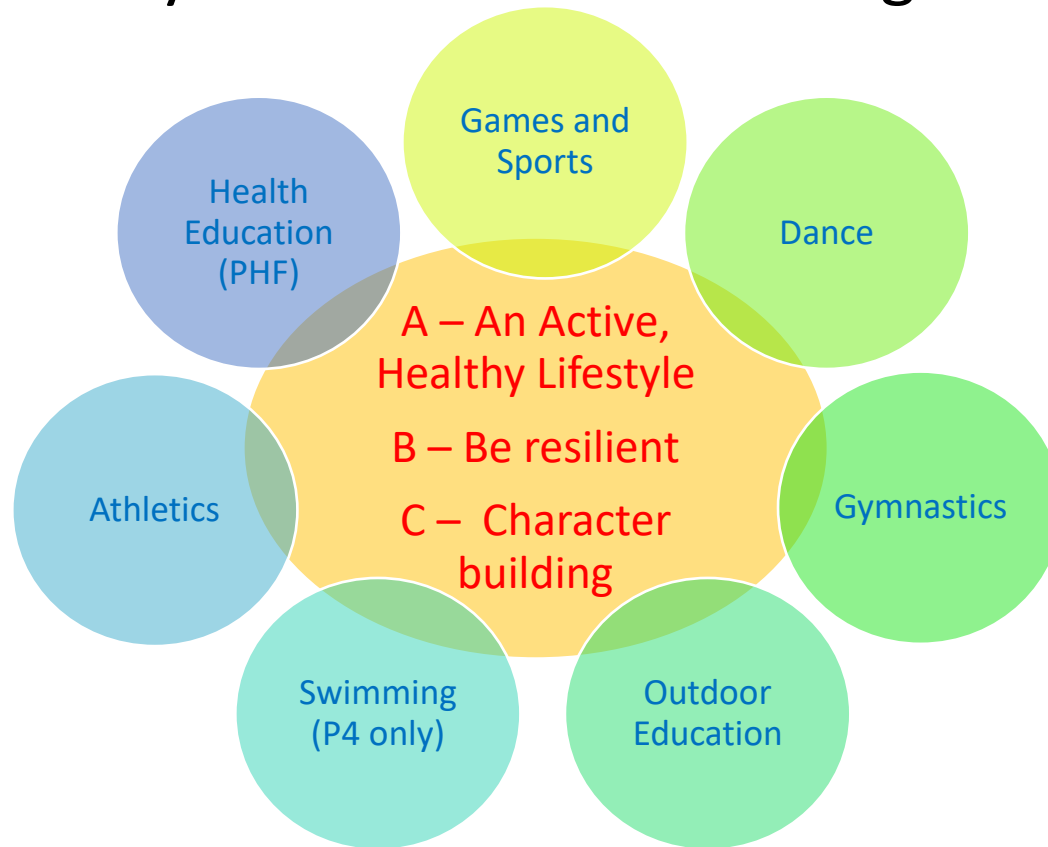 Games and
Sports
Dance
Gymnastics
Outdoor
Education
Swimming
(P4 only)
Athletics
Health
Education
(PHF)
A – An Active,
Healthy Lifestyle
B – Be resilient
C – Character
building